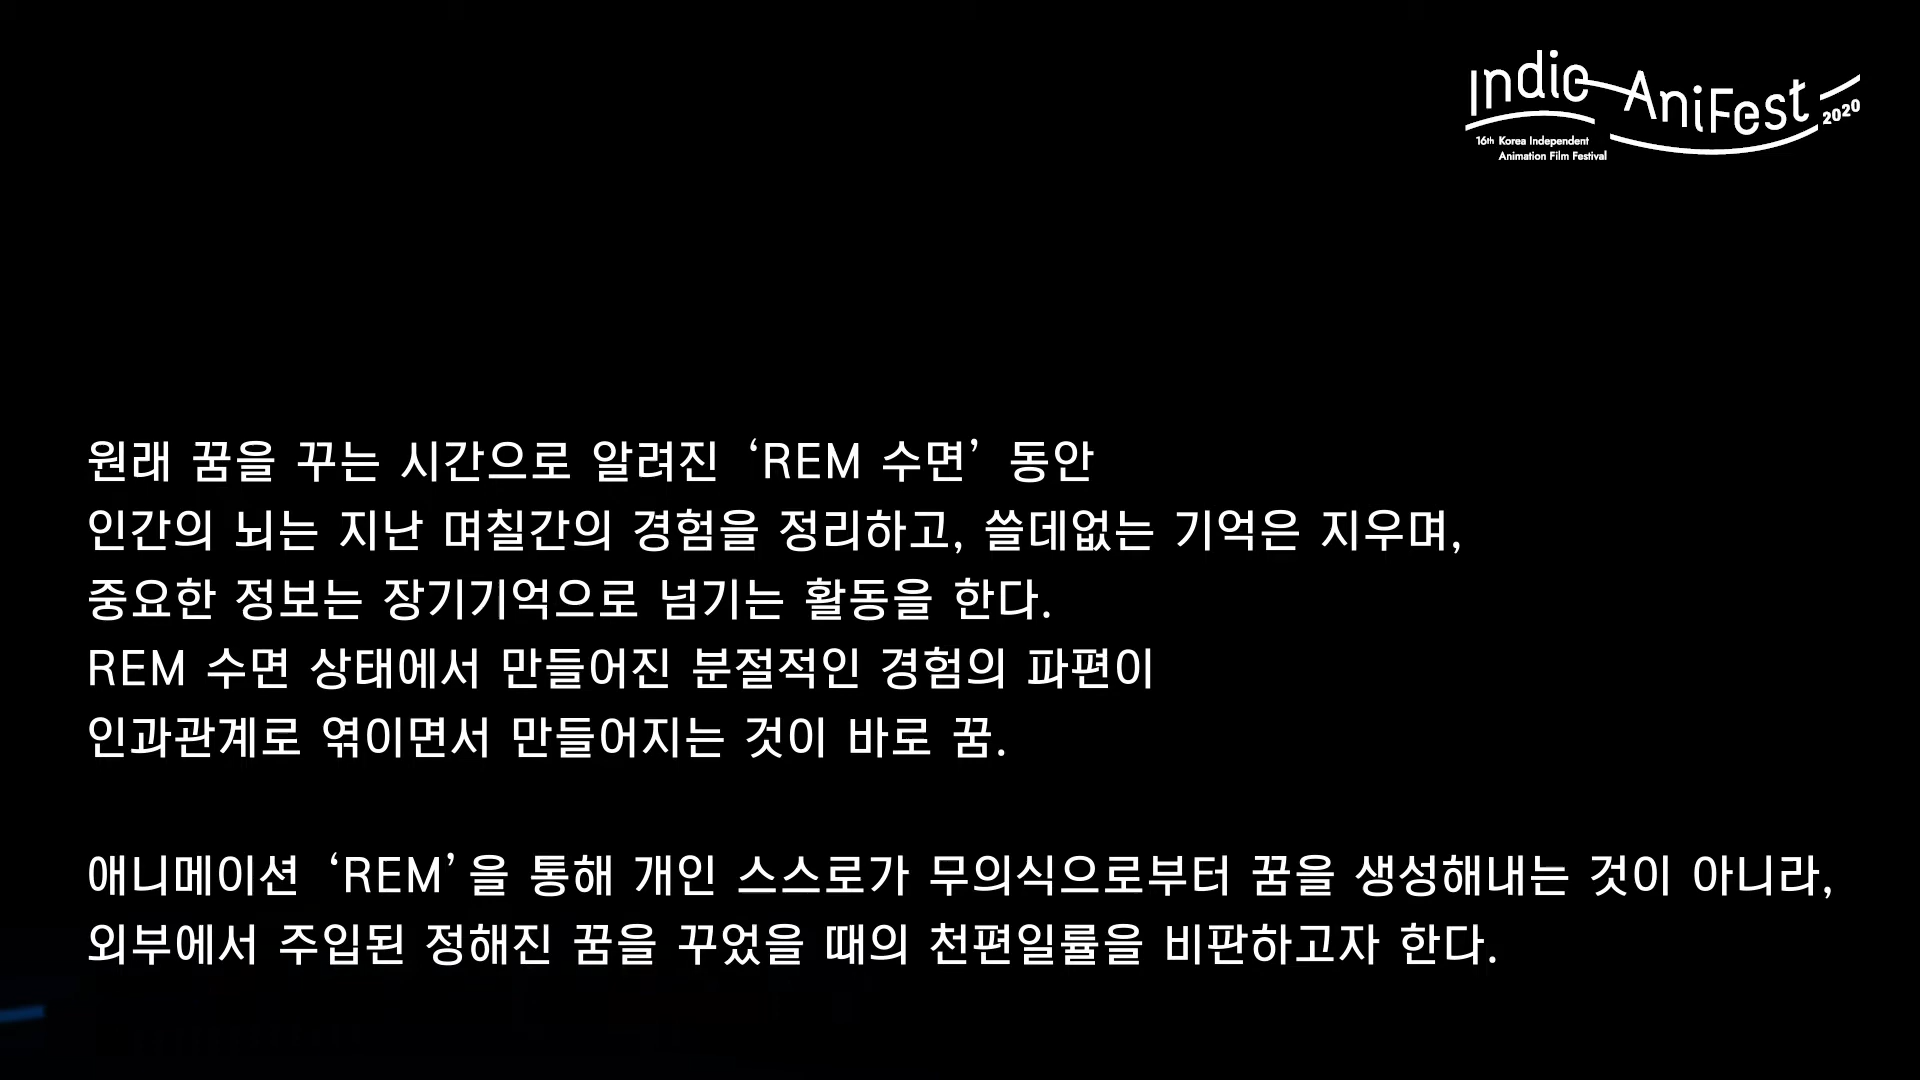 Indie AniFest 2020
16th Korea Independent
Animation Film Festival
원래 꿈을 꾸는 시간으로 알려진 ‘REM 수면’ 동안
인간의 뇌는 지난 며칠간의 경험을 정리하고, 쓸데없는 기억은 지우며,
중요한 정보는 장기기억으로 넘기는 활동을 한다.
REM 수면 상태에서 만들어진 분절적인 경험의 파편이
인과관계로 엮이면서 만들어지는 것이 바로 꿈.
애니메이션 ‘REM’을 통해 개인 스스로가 무의식으로부터 꿈을 생성해내는 것이 아니라,
외부에서 주입된 정해진 꿈을 꾸었을 때의 천편일률을 비판하고자 한다.